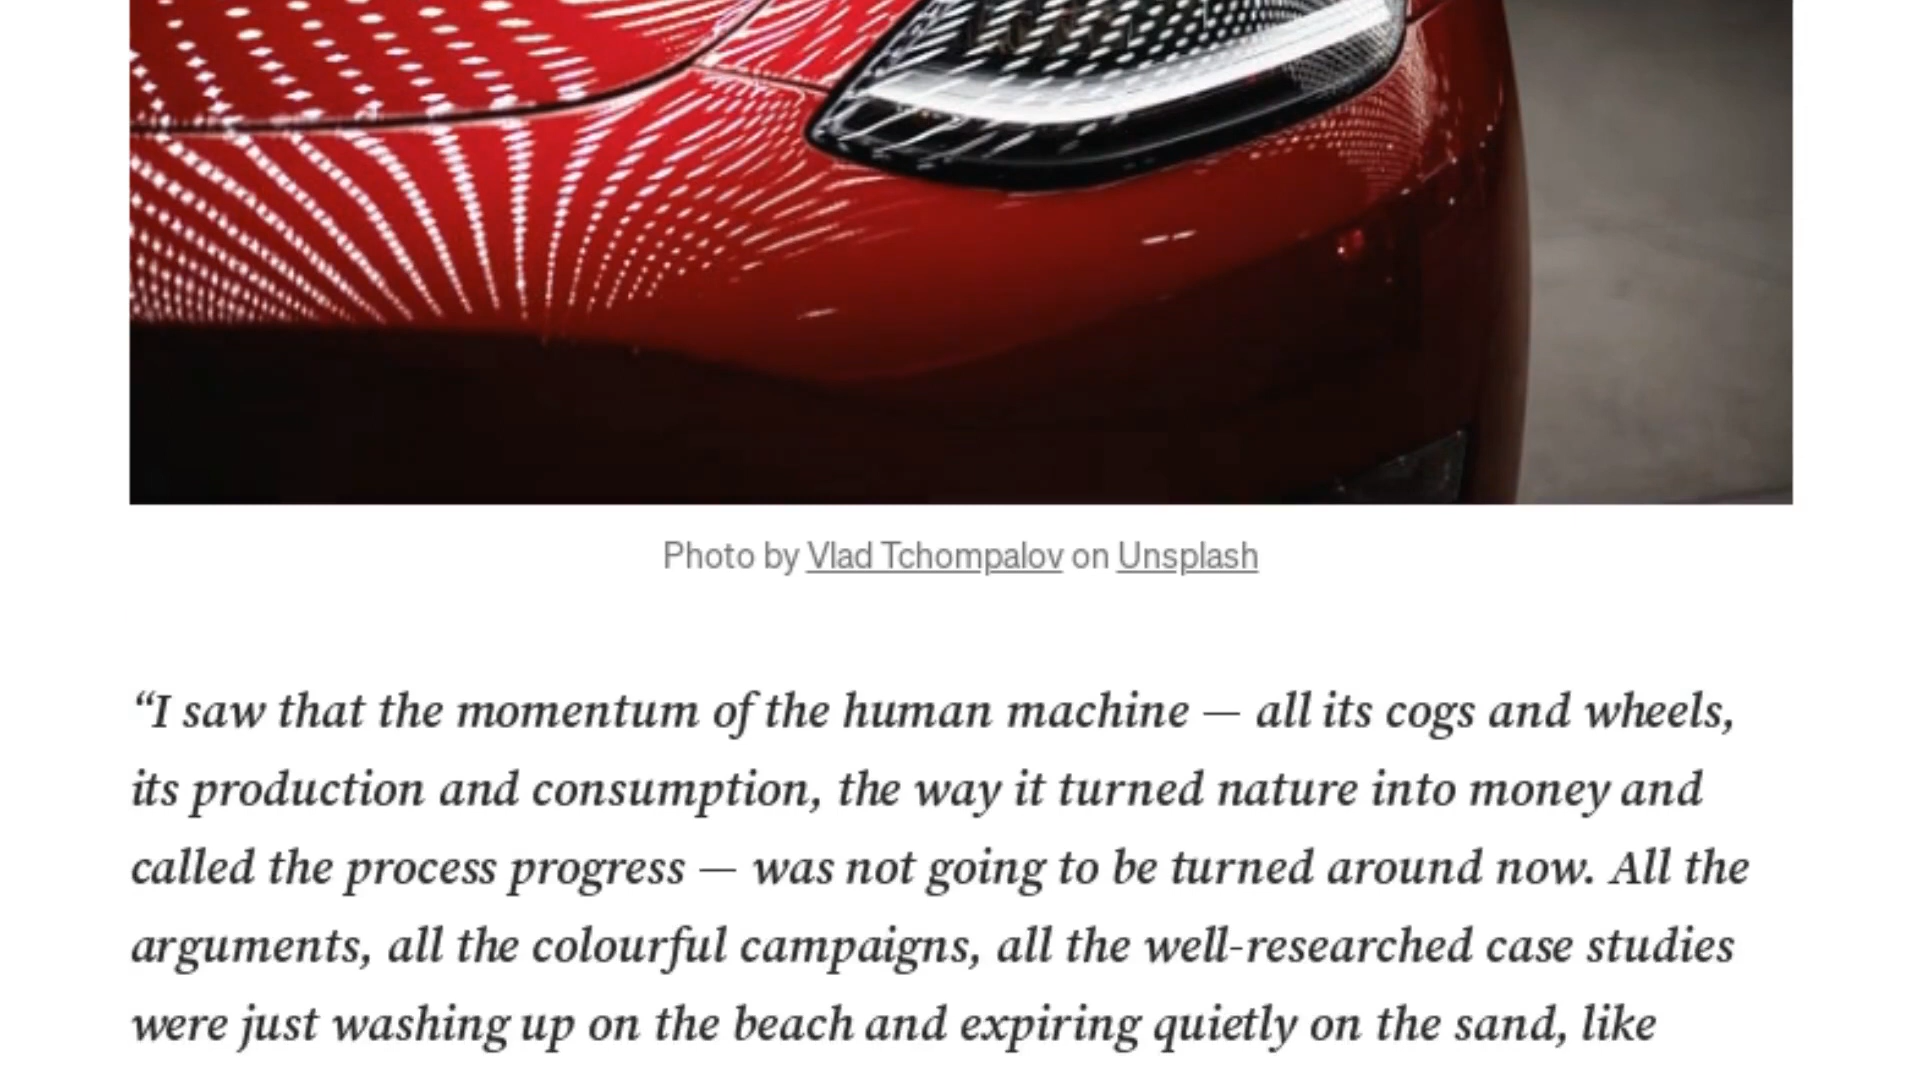 Photo by Vlad Tchompalov on Unsplash
“I saw that the momentum of the human machine — all its cogs and wheels,
its production and consumption, the way it turned nature into money and
called the process progress — was not going to be turned around now. All the
arguments, all the colourful campaigns, all the well-researched case studies
were just washing up on the beach and expiring quietly on the sand, like